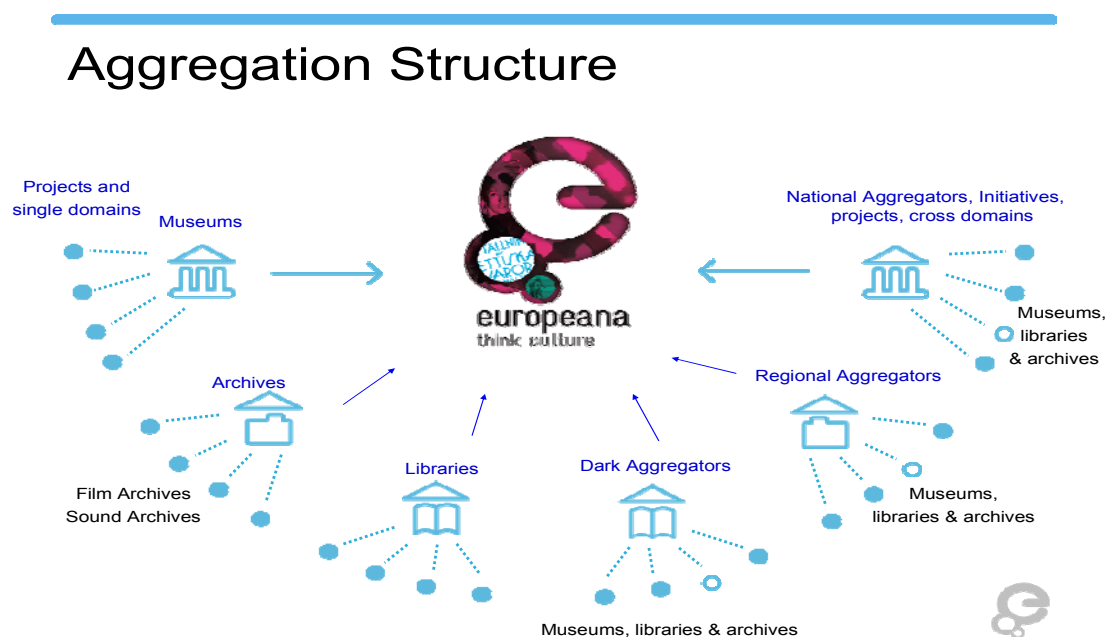 Aggregation Structure
Projects and
single domains
Museums
National Aggregators, Initiatives,
projects, cross domains
europeana
think culture
Museums,
libraries
& archives
Archives
Regional Aggregators
Film Archives
Sound Archives
Libraries
Dark Aggregators
Museums,
libraries & archives
Museums, libraries & archives